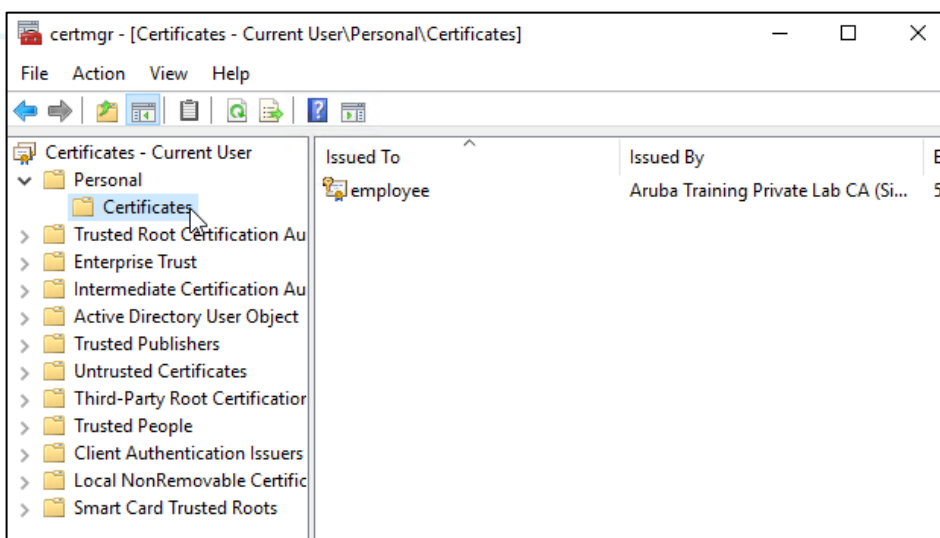 certmgr - [Certificates - Current User\Personal\Certificates]
File Action View Help
Certificates - Current User
Personal
Certificates
Trusted Root Certification Au
Enterprise Trust
Intermediate Certification Au
Active Directory User Object
Trusted Publishers
Untrusted Certificates
Third-Party Root Certification
Trusted People
Client Authentication Issuers
Local NonRemovable Certific
Smart Card Trusted Roots
Issued To Issued By E
employee Aruba Training Private Lab CA (Si... 5